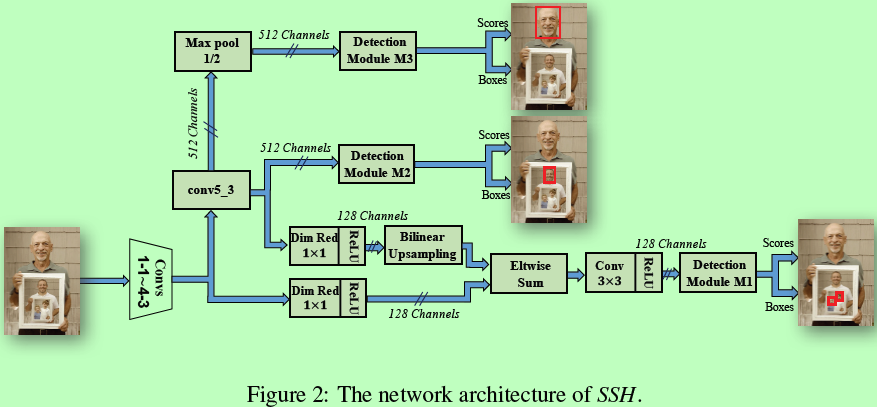 Max pool
1/2
512 Channels
Detection
Module M3
Scores
Boxes
512 Channels
conv5_3
512 Channels
Detection
Module M2
Scores
Boxes
Convs
1-1~4-3
Dim Red
1×1
ReLU
128 Channels
Bilinear
Upsampling
Dim Red
1×1
ReLU
128 Channels
Eltwise
Sum
Conv
3×3
ReLU
128 Channels
Detection
Module M1
Scores
Boxes
Figure 2: The network architecture of SSH.